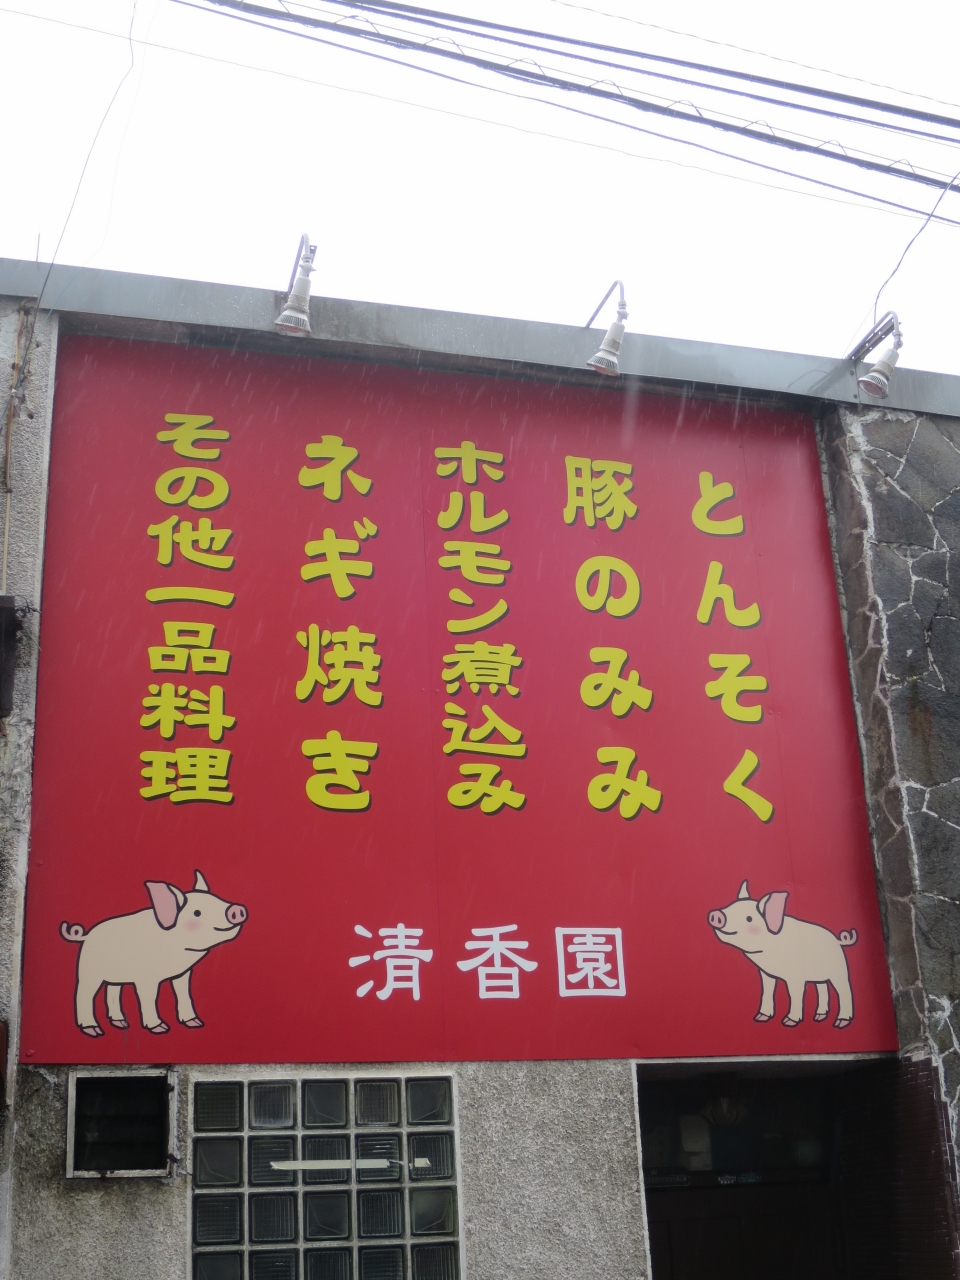 とんそく
豚のみみ
ホルモン煮込み
ネギ焼き
その他一品料理
清香園